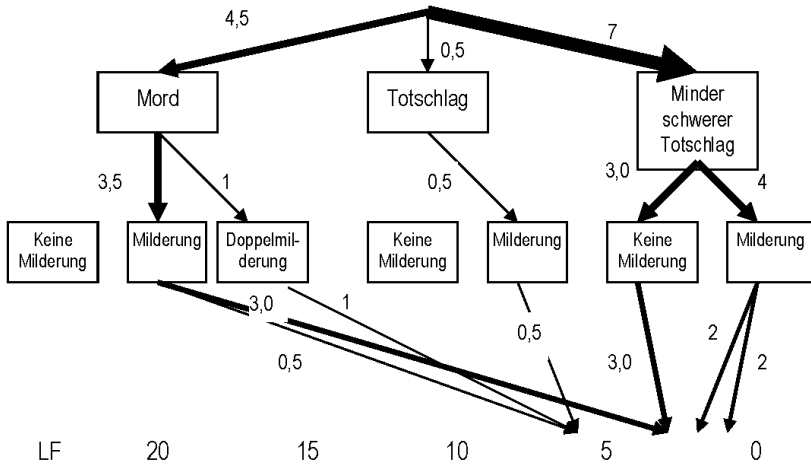 4,5
0,5
7
Mord
Totschlag
Minder
schwerer
Totschlag
3,5
1
0,5
3,0
4
Keine
Milderung
Milderung
Doppelmil-
derung
Keine
Milderung
Milderung
Keine
Milderung
Milderung
3,0
1
0,5
0,5
3,0
2
2
LF 20 15 10 5 0